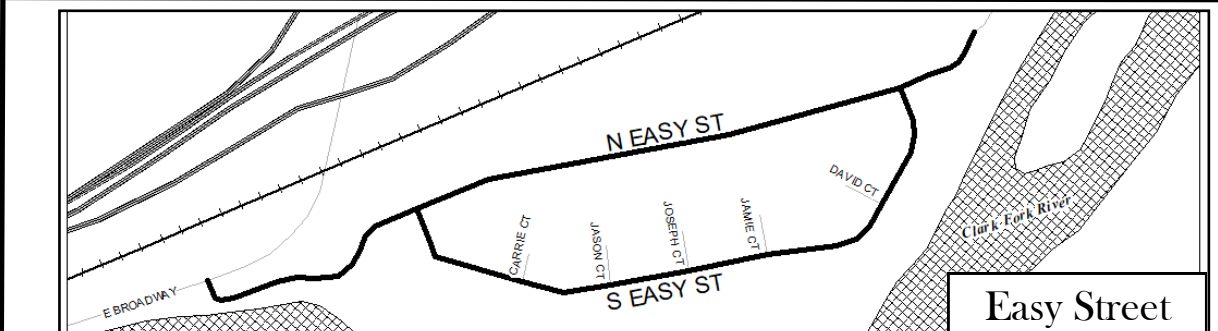 N EASY ST
DAVID CT
CARRIE CT
JASON CT
JOSEPH CT
JAMIE CT
Clark Fork River
S EASY ST
E BROADWAY
Easy Street